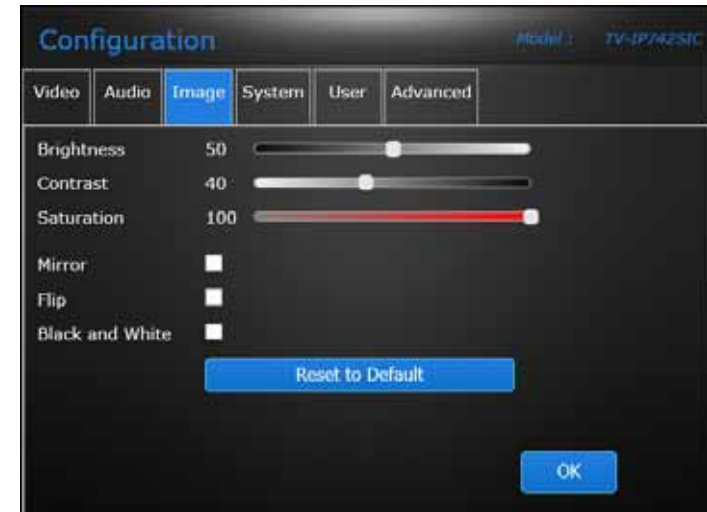 Configuration Model : TV-IP742SIC
Video Audio Image System User Advanced
Brightness 50
Contrast 40
Saturation 100
Mirror
Flip
Black and White
Reset to Default
OK